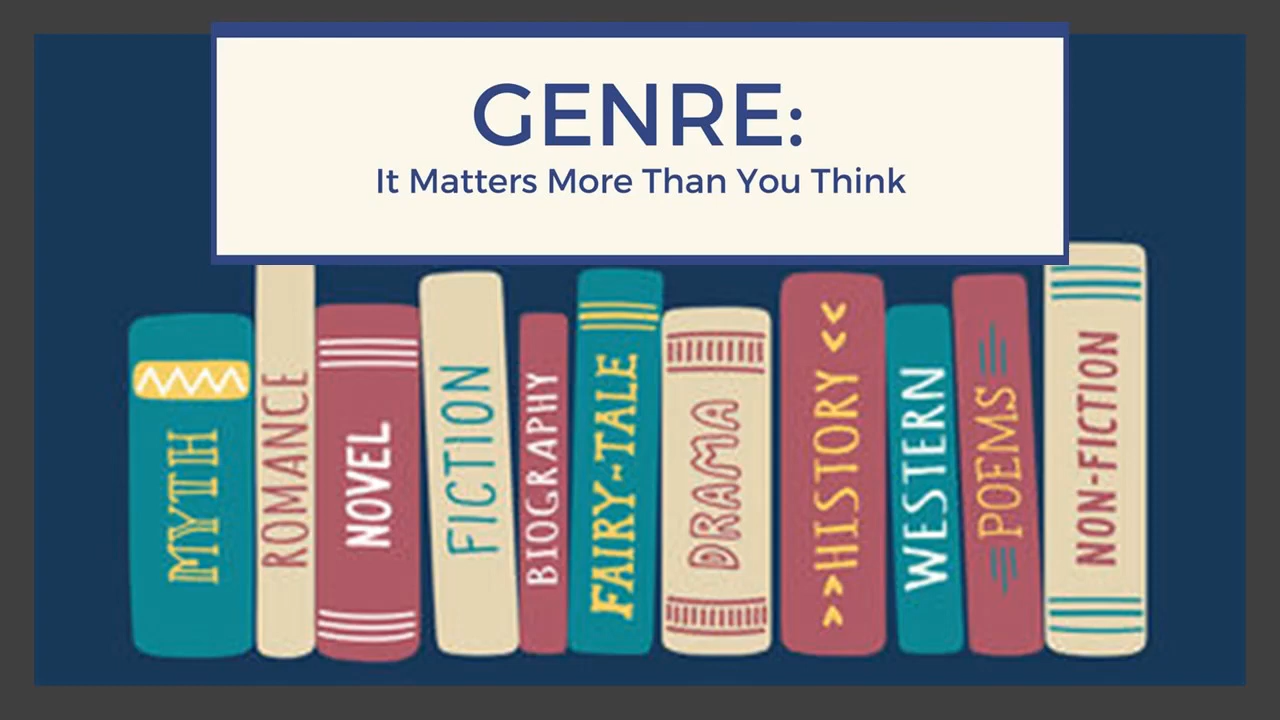 GENRE:
It Matters More Than You Think
MYTH
ROMANCE
NOVEL
FICTION
BIOGRAPHY
FAIRY-TALE
DRAMA
>>HISTORY<<
WESTERN
POEMS
NON-FICTION